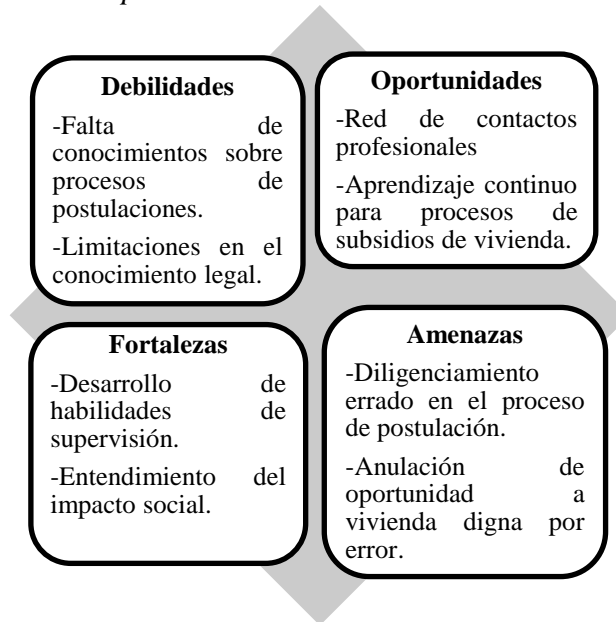 Debilidades
-Falta de
conocimientos sobre
procesos de
postulaciones.
-Limitaciones en el
conocimiento legal.
Oportunidades
-Red de contactos
profesionales
-Aprendizaje continuo
para procesos de
subsidios de vivienda.
Fortalezas
-Desarrollo de
habilidades de
supervisión.
-Entendimiento del
impacto social.
Amenazas
-Diligenciamiento
errado en el proceso
de postulación.
-Anulación de
oportunidad a
vivienda digna por
error.